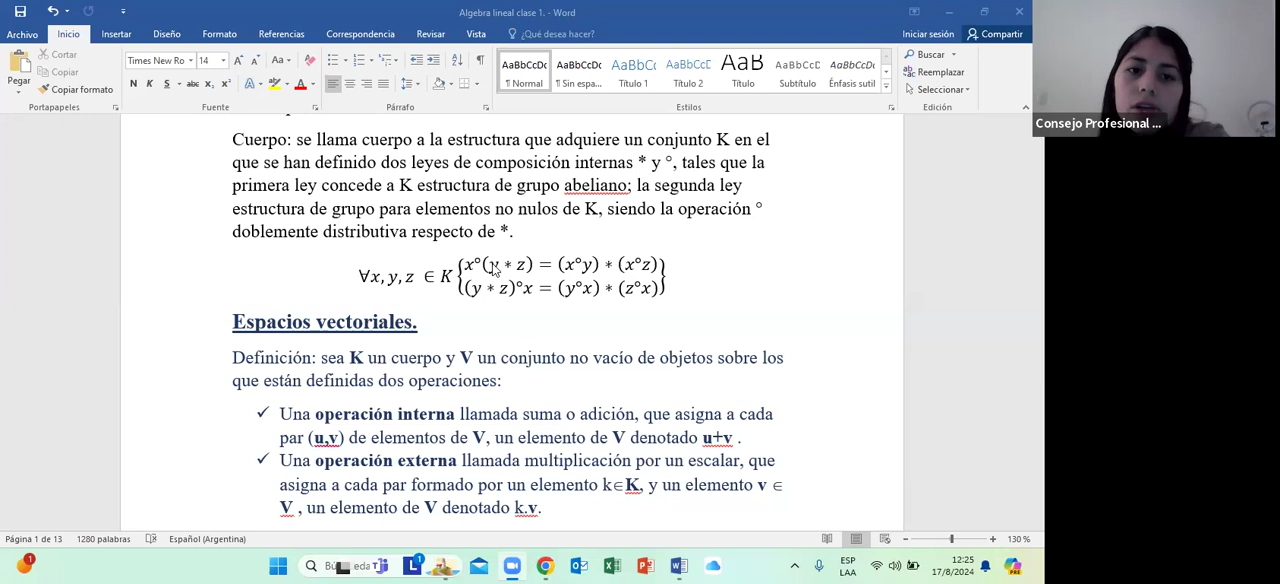 Algebra lineal clase 1. - Word
Archivo Inicio Insertar Diseño Formato Referencias Correspondencia Revisar Vista ¿Qué desea hacer? Iniciar sesión Compartir
Pegar
Cortar
Copiar
Copiar formato
Portapapeles
Times New Ro 14
N K S abc x₂ x² A A
Fuente
Párrafo
AaBbCcDc AaBbCcDc AaBbCc AaBbCcC AaB AaBbCcC AaBbCcDc
¶ Normal ¶ Sin espa... Título 1 Título 2 Título Subtítulo Énfasis sutil
Estilos
Buscar
Reemplazar
Seleccionar
Edición
Consejo Profesional ...
Cuerpo: se llama cuerpo a la estructura que adquiere un conjunto K en el
que se han definido dos leyes de composición internas * y °, tales que la
primera ley concede a K estructura de grupo abeliano; la segunda ley
estructura de grupo para elementos no nulos de K, siendo la operación °
doblemente distributiva respecto de *.
∀x, y, z ∈ K {x°(y ∗ z) = (x°y) ∗ (x°z)
(y ∗ z)°x = (y°x) ∗ (z°x)}
Espacios vectoriales.
Definición: sea K un cuerpo y V un conjunto no vacío de objetos sobre los
que están definidas dos operaciones:
✓ Una operación interna llamada suma o adición, que asigna a cada
par (u,v) de elementos de V, un elemento de V denotado u+v .
✓ Una operación externa llamada multiplicación por un escalar, que
asigna a cada par formado por un elemento k∈K, y un elemento v ∈
V , un elemento de V denotado k.v.
Página 1 de 13 1280 palabras Español (Argentina) 130 %
ESP
LAA
12:25
17/8/2024